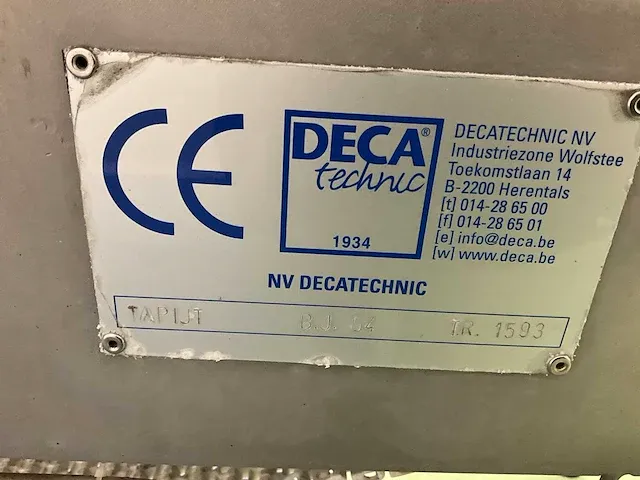 CE
DECA®
technic
1934
DECATECHNIC NV
Industriezone Wolfstee
Toekomstlaan 14
B-2200 Herentals
[t] 014-28 65 00
[f] 014-28 65 01
[e] info@deca.be
[w] www.deca.be
NV DECATECHNIC
TAPIJT B.J. 04 TR. 1593